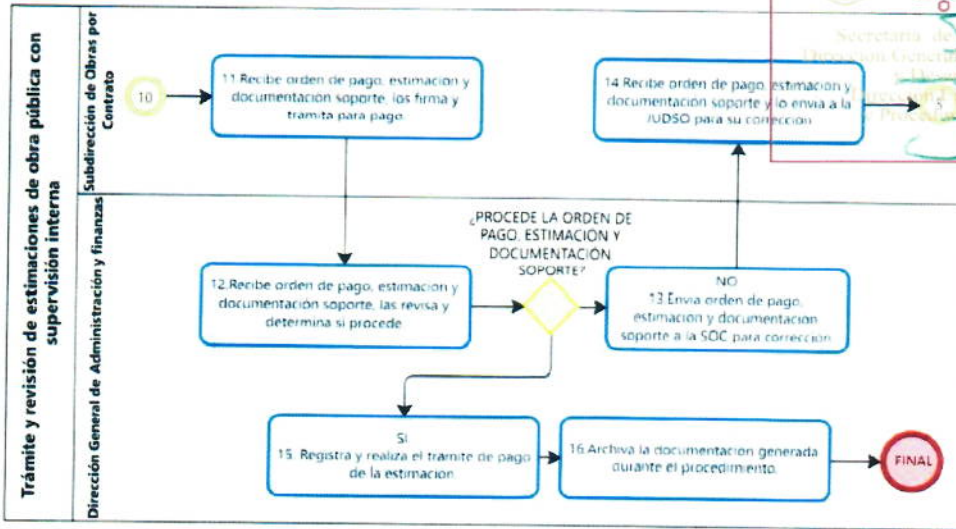 Trámite y revisión de estimaciones de obra pública con
supervisión interna
Subdirección de Obras por
Contrato
10
11.Recibe orden de pago, estimación y
documentación soporte, los firma y
tramita para pago.
14.Recibe orden de pago, estimación y
documentación soporte y lo envía a la
JUDSO para su corrección
5
Secretaria de
Dirección General
Dirección General de Administración y finanzas
12.Recibe orden de pago, estimación y
documentación soporte, las revisa y
determina si procede
¿PROCEDE LA ORDEN DE
PAGO, ESTIMACIÓN Y
DOCUMENTACIÓN
SOPORTE?
NO
13.Envía orden de pago,
estimación y documentación
soporte a la SOC para corrección
SI
15. Registra y realiza el tramite de pago
de la estimación
16.Archiva la documentación generada
durante el procedimiento.
FINAL